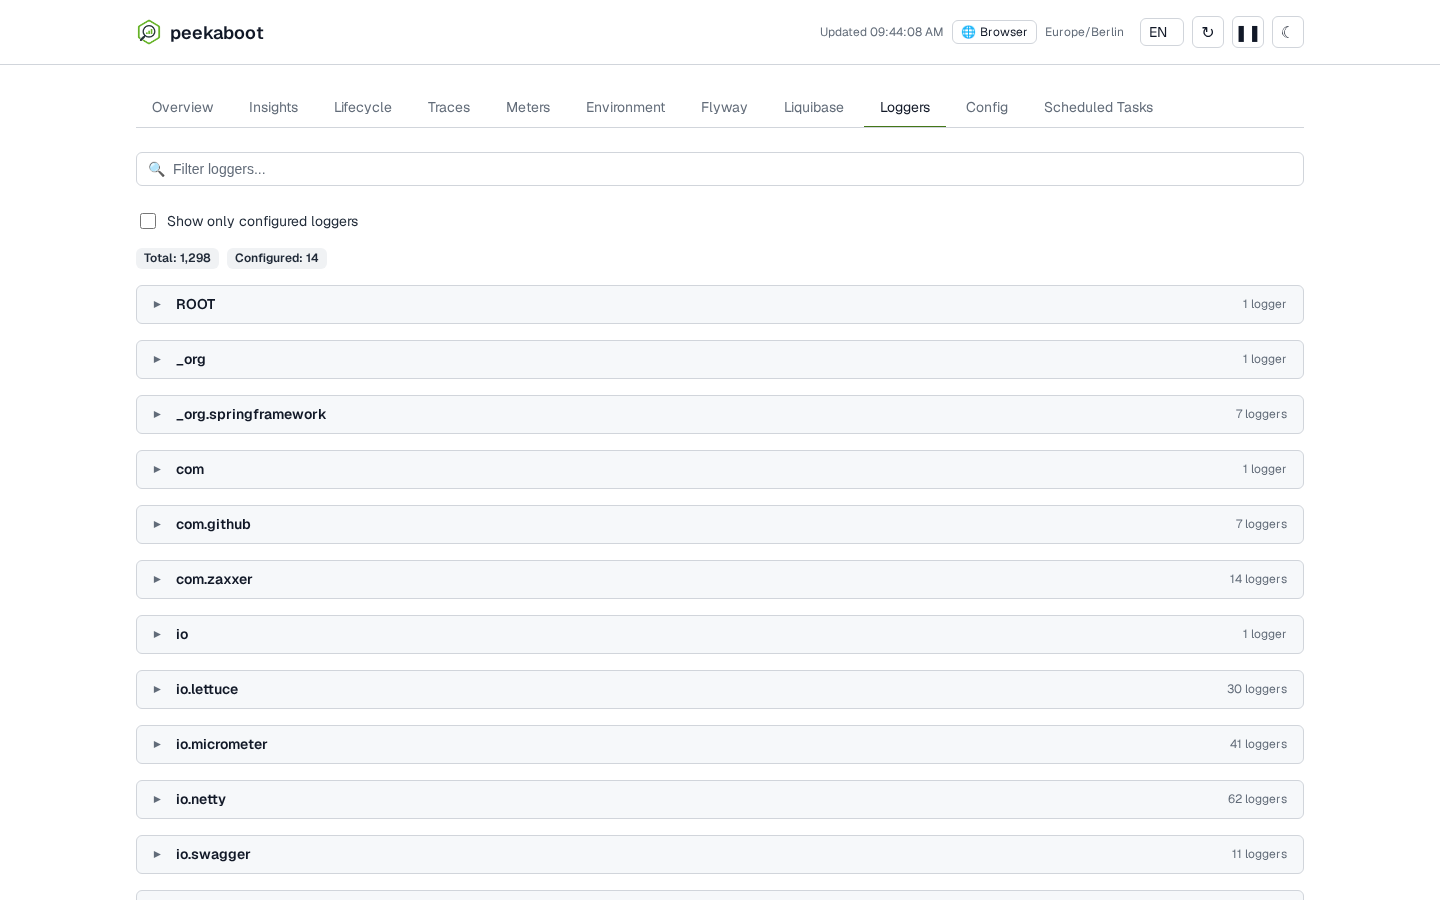 peekaboot
Updated 09:44:08 AM
Browser
Europe/Berlin
EN
Overview
Insights
Lifecycle
Traces
Meters
Environment
Flyway
Liquibase
Loggers
Config
Scheduled Tasks
Filter loggers...
Show only configured loggers
Total: 1,298
Configured: 14
ROOT
1 logger
_org
1 logger
_org.springframework
7 loggers
com
1 logger
com.github
7 loggers
com.zaxxer
14 loggers
io
1 logger
io.lettuce
30 loggers
io.micrometer
41 loggers
io.netty
62 loggers
io.swagger
11 loggers